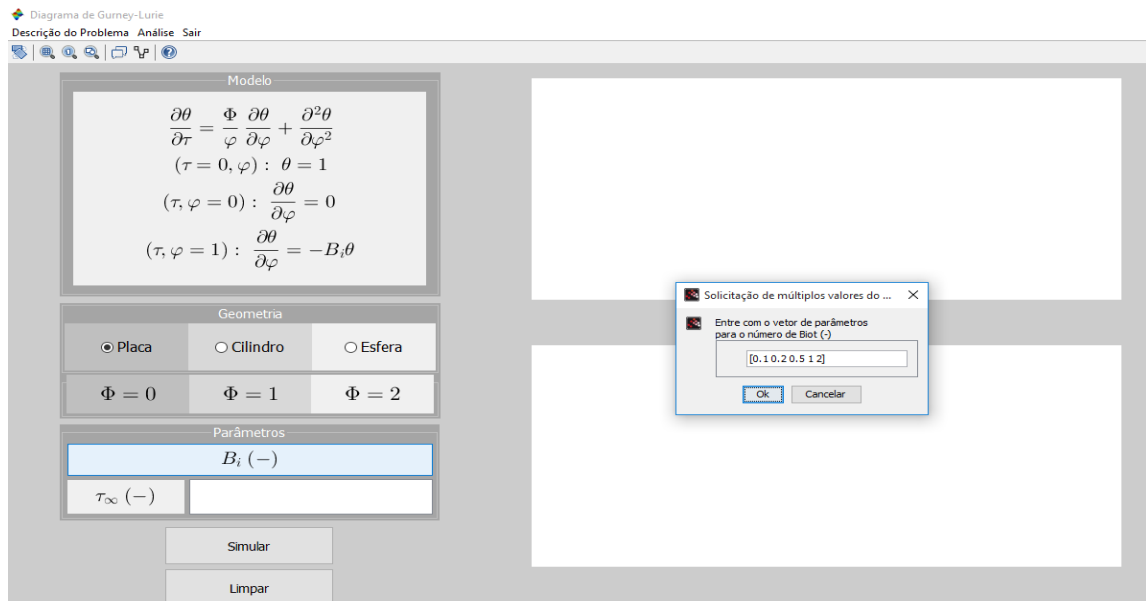 Diagrama de Gurney-Lurie
Descrição do Problema Análise Sair
Modelo
∂θ/∂τ = Φ/φ ∂θ/∂φ + ∂²θ/∂φ²
(τ = 0, φ) : θ = 1
(τ, φ = 0) : ∂θ/∂φ = 0
(τ, φ = 1) : ∂θ/∂φ = −B_iθ
Geometria
Placa Cilindro Esfera
Φ = 0 Φ = 1 Φ = 2
Parâmetros
B_i (−)
τ_∞ (−)
Simular
Limpar
Solicitação de múltiplos valores do ...
Entre com o vetor de parâmetros
para o número de Biot (-)
[0.1 0.2 0.5 1 2]
Ok Cancelar